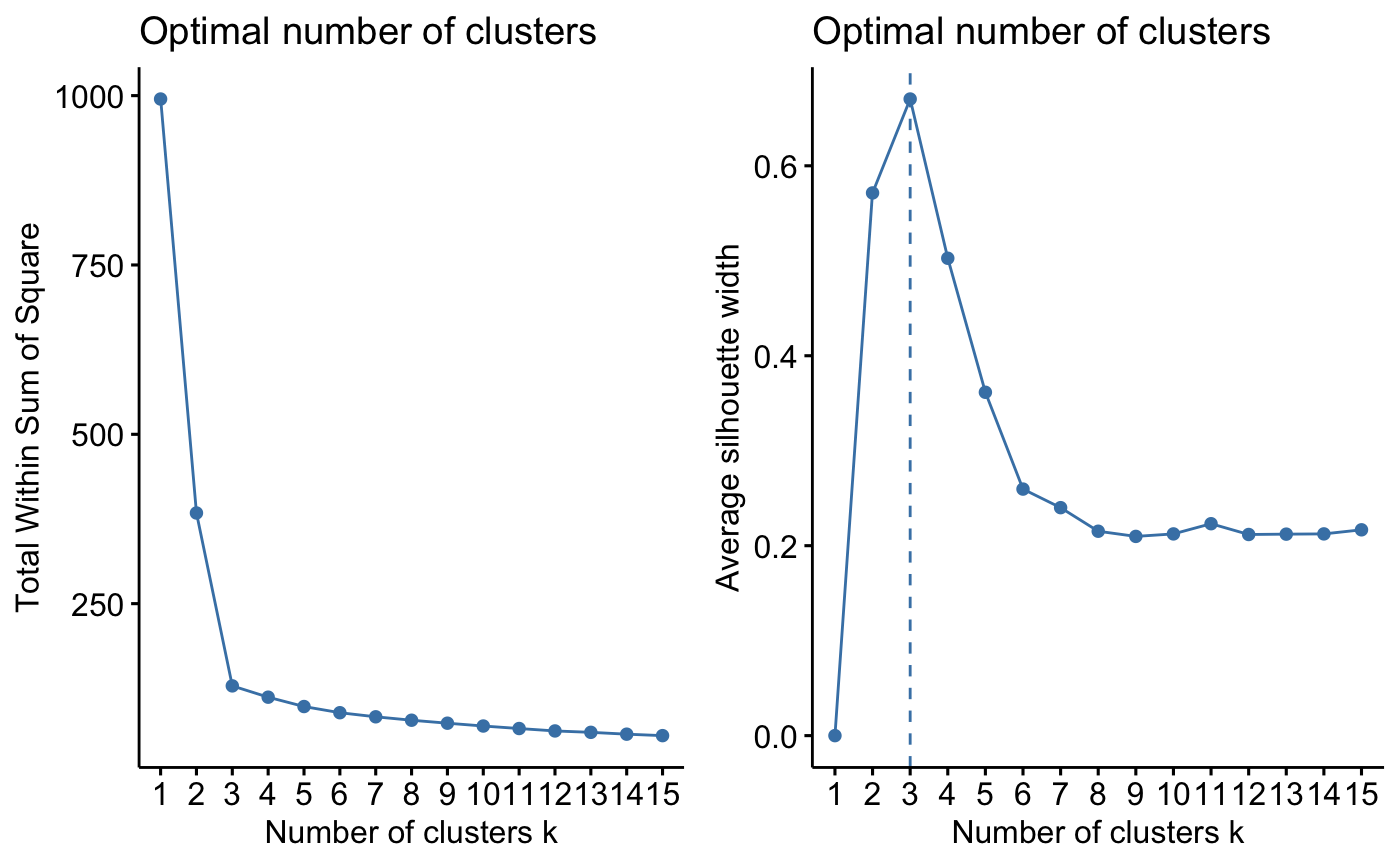 Optimal number of clusters
Total Within Sum of Square
1000
750
500
250
1 2 3 4 5 6 7 8 9 10 11 12 13 14 15
Number of clusters k
Optimal number of clusters
Average silhouette width
0.6
0.4
0.2
0.0
1 2 3 4 5 6 7 8 9 10 11 12 13 14 15
Number of clusters k